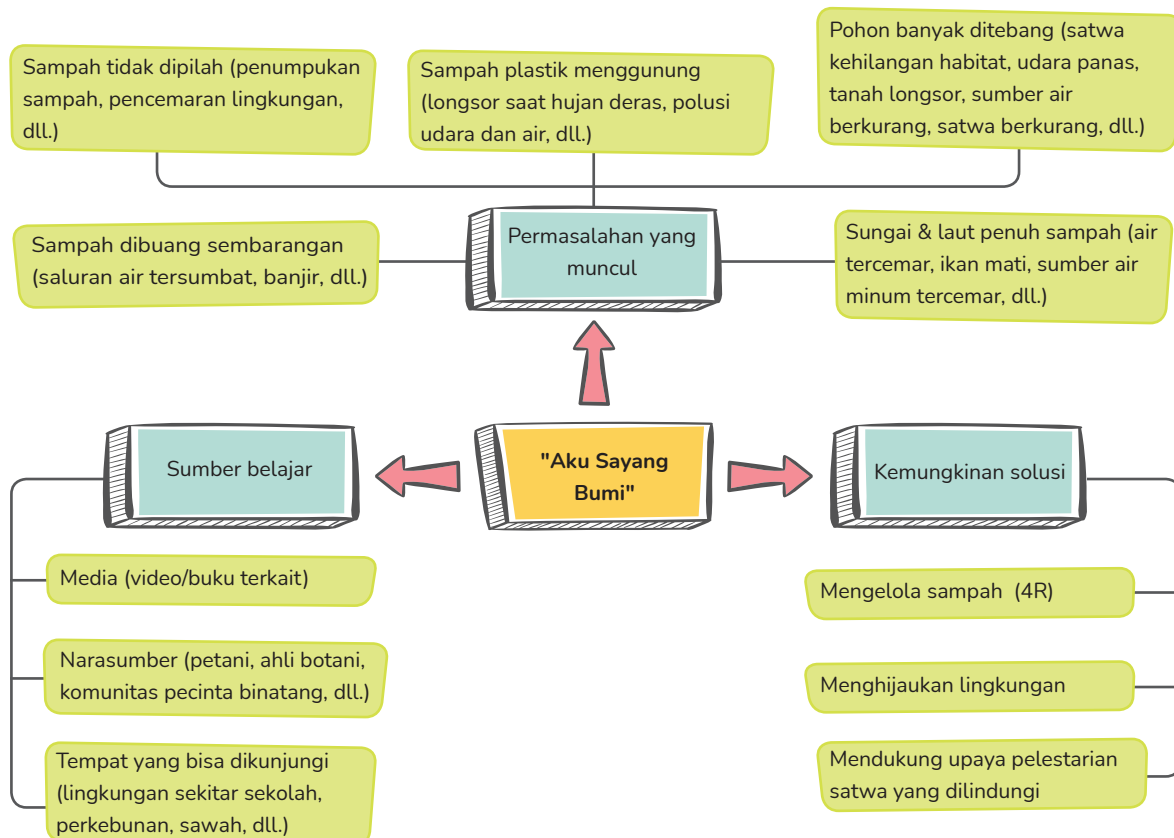 Sampah tidak dipilah (penumpukan
sampah, pencemaran lingkungan,
dll.)
Sampah plastik menggunung
(longsor saat hujan deras, polusi
udara dan air, dll.)
Pohon banyak ditebang (satwa
kehilangan habitat, udara panas,
tanah longsor, sumber air
berkurang, satwa berkurang, dll.)
Sampah dibuang sembarangan
(saluran air tersumbat, banjir, dll.)
Permasalahan yang
muncul
Sungai & laut penuh sampah (air
tercemar, ikan mati, sumber air
minum tercemar, dll.)
Sumber belajar
"Aku Sayang
Bumi"
Kemungkinan solusi
Media (video/buku terkait)
Narasumber (petani, ahli botani,
komunitas pecinta binatang, dll.)
Tempat yang bisa dikunjungi
(lingkungan sekitar sekolah,
perkebunan, sawah, dll.)
Mengelola sampah (4R)
Menghijaukan lingkungan
Mendukung upaya pelestarian
satwa yang dilindungi